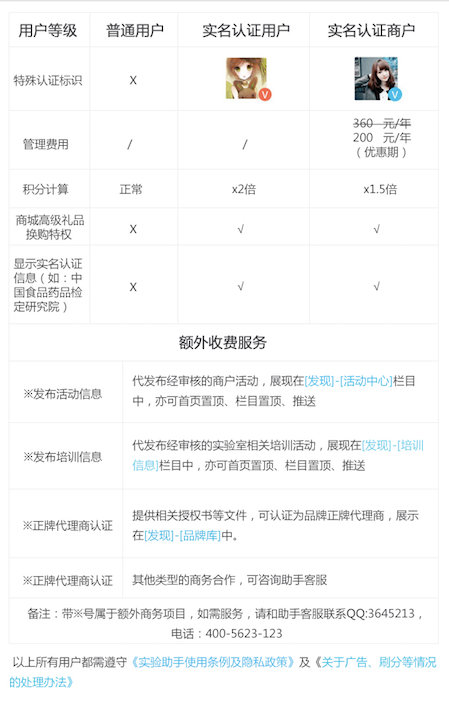 用户等级 普通用户 实名认证用户 实名认证商户
特殊认证标识 X V V
管理费用 / / 360 元/年
200 元/年
（优惠期）
积分计算 正常 x2倍 x1.5倍
商城高级礼品
换购特权 X √ √
显示实名认证
信息（如：中
国食品药品检
定研究院） X √ √
额外收费服务
※发布活动信息 代发布经审核的商户活动，展现在[发现]-[活动中心]栏目
中，亦可首页置顶、栏目置顶、推送
※发布培训信息 代发布经审核的实验室相关培训活动，展现在[发现]-[培训
信息]栏目中，亦可首页置顶、栏目置顶、推送
※正牌代理商认证 提供相关授权书等文件，可认证为品牌正牌代理商，展示
在[发现]-[品牌库]中。
※正牌代理商认证 其他类型的商务合作，可咨询助手客服
备注：带※号属于额外商务项目，如需服务，请和助手客服联系QQ:3645213，
电话：400-5623-123
以上所有用户都需遵守《实验助手使用条例及隐私政策》及《关于广告、刷分等情况
的处理办法》